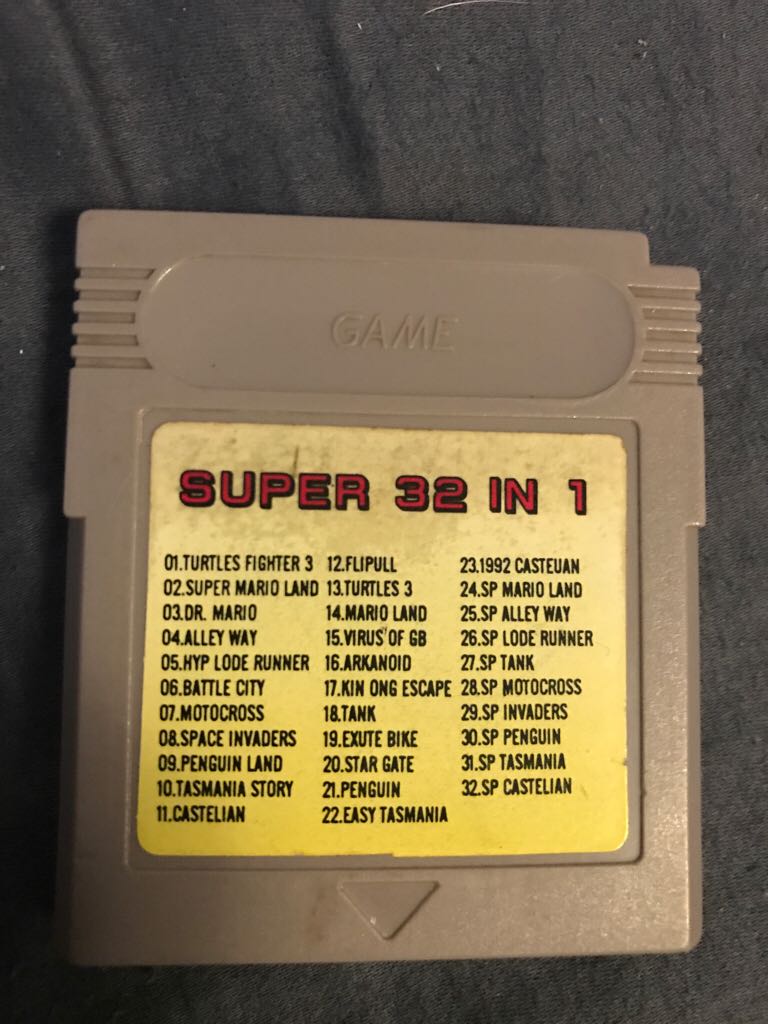 GAME
SUPER 32 IN 1
01.TURTLES FIGHTER 3
02.SUPER MARIO LAND
03.DR. MARIO
04.ALLEY WAY
05.HYP LODE RUNNER
06.BATTLE CITY
07.MOTOCROSS
08.SPACE INVADERS
09.PENGUIN LAND
10.TASMANIA STORY
11.CASTELIAN
12.FLIPULL
13.TURTLES 3
14.MARIO LAND
15.VIRUS OF GB
16.ARKANOID
17.KIN ONG ESCAPE
18.TANK
19.EXUTE BIKE
20.STAR GATE
21.PENGUIN
22.EASY TASMANIA
23.1992 CASTEUAN
24.SP MARIO LAND
25.SP ALLEY WAY
26.SP LODE RUNNER
27.SP TANK
28.SP MOTOCROSS
29.SP INVADERS
30.SP PENGUIN
31.SP TASMANIA
32.SP CASTELIAN